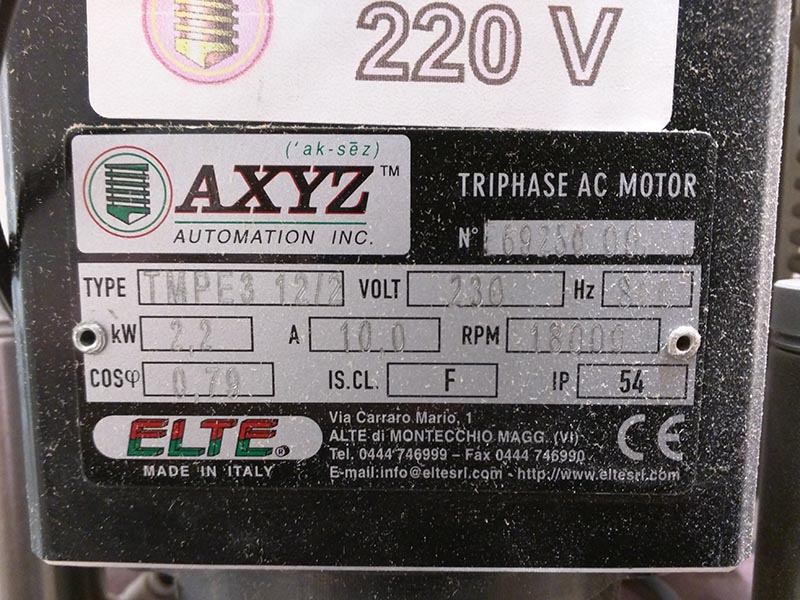 220 V
('ak-sēz)
AXYZ™
AUTOMATION INC.
TRIPHASE AC MOTOR
N° 69250 00
TYPE TMPE3 12/2 VOLT 230 Hz
kW 2,2 A 10,0 RPM 18000
COSφ 0,79 IS.CL. F IP 54
ELTE®
MADE IN ITALY
Via Carraro Mario, 1
ALTE di MONTECCHIO MAGG. (VI)
Tel. 0444 746999 – Fax 0444 746990
E-mail: info@eltesrl.com - http://www.eltesrl.com
CE